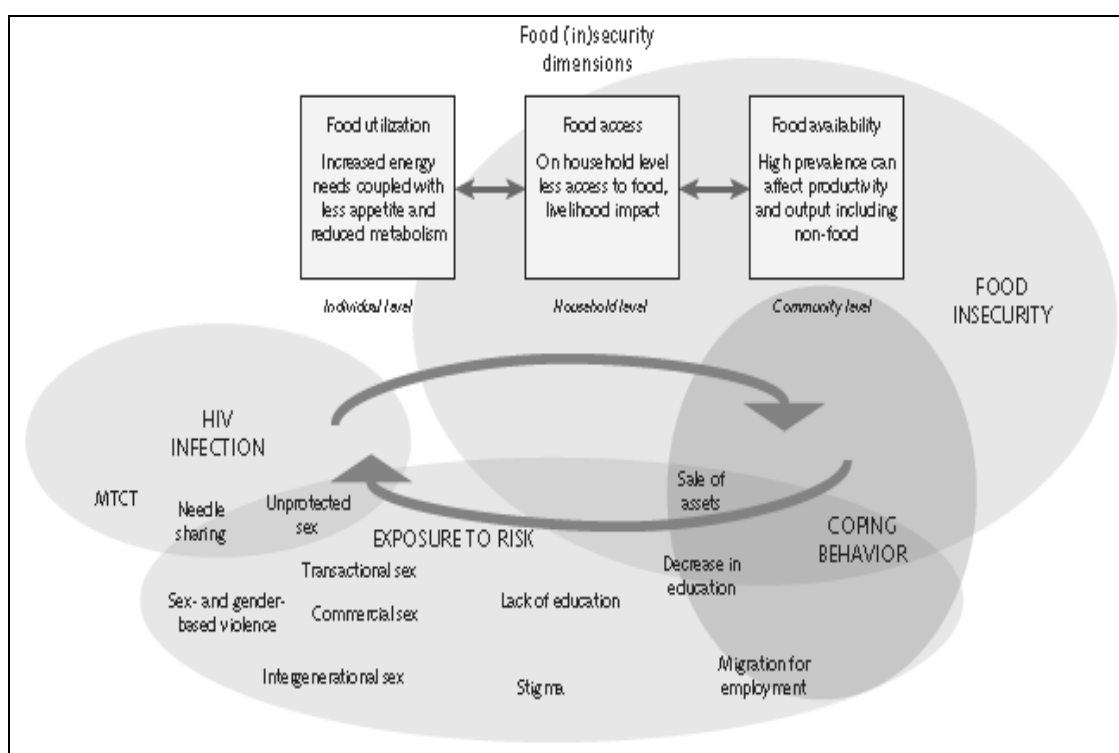 Food (in)security
dimensions
Food utilization
Increased energy
needs coupled with
less appetite and
reduced metabolism
Food access
On household level
less access to food,
livelihood impact
Food availability
High prevalence can
affect productivity
and output including
non-food
Individual level
Household level
Community level
FOOD
INSECURITY
HIV
INFECTION
MTCT
Needle
sharing
Unprotected
sex
EXPOSURE TO RISK
Sale of
assets
COPING
BEHAVIOR
Transactional sex
Decrease in
education
Sex- and gender-
based violence
Commercial sex
Lack of education
Intergenerational sex
Stigma
Migration for
employment